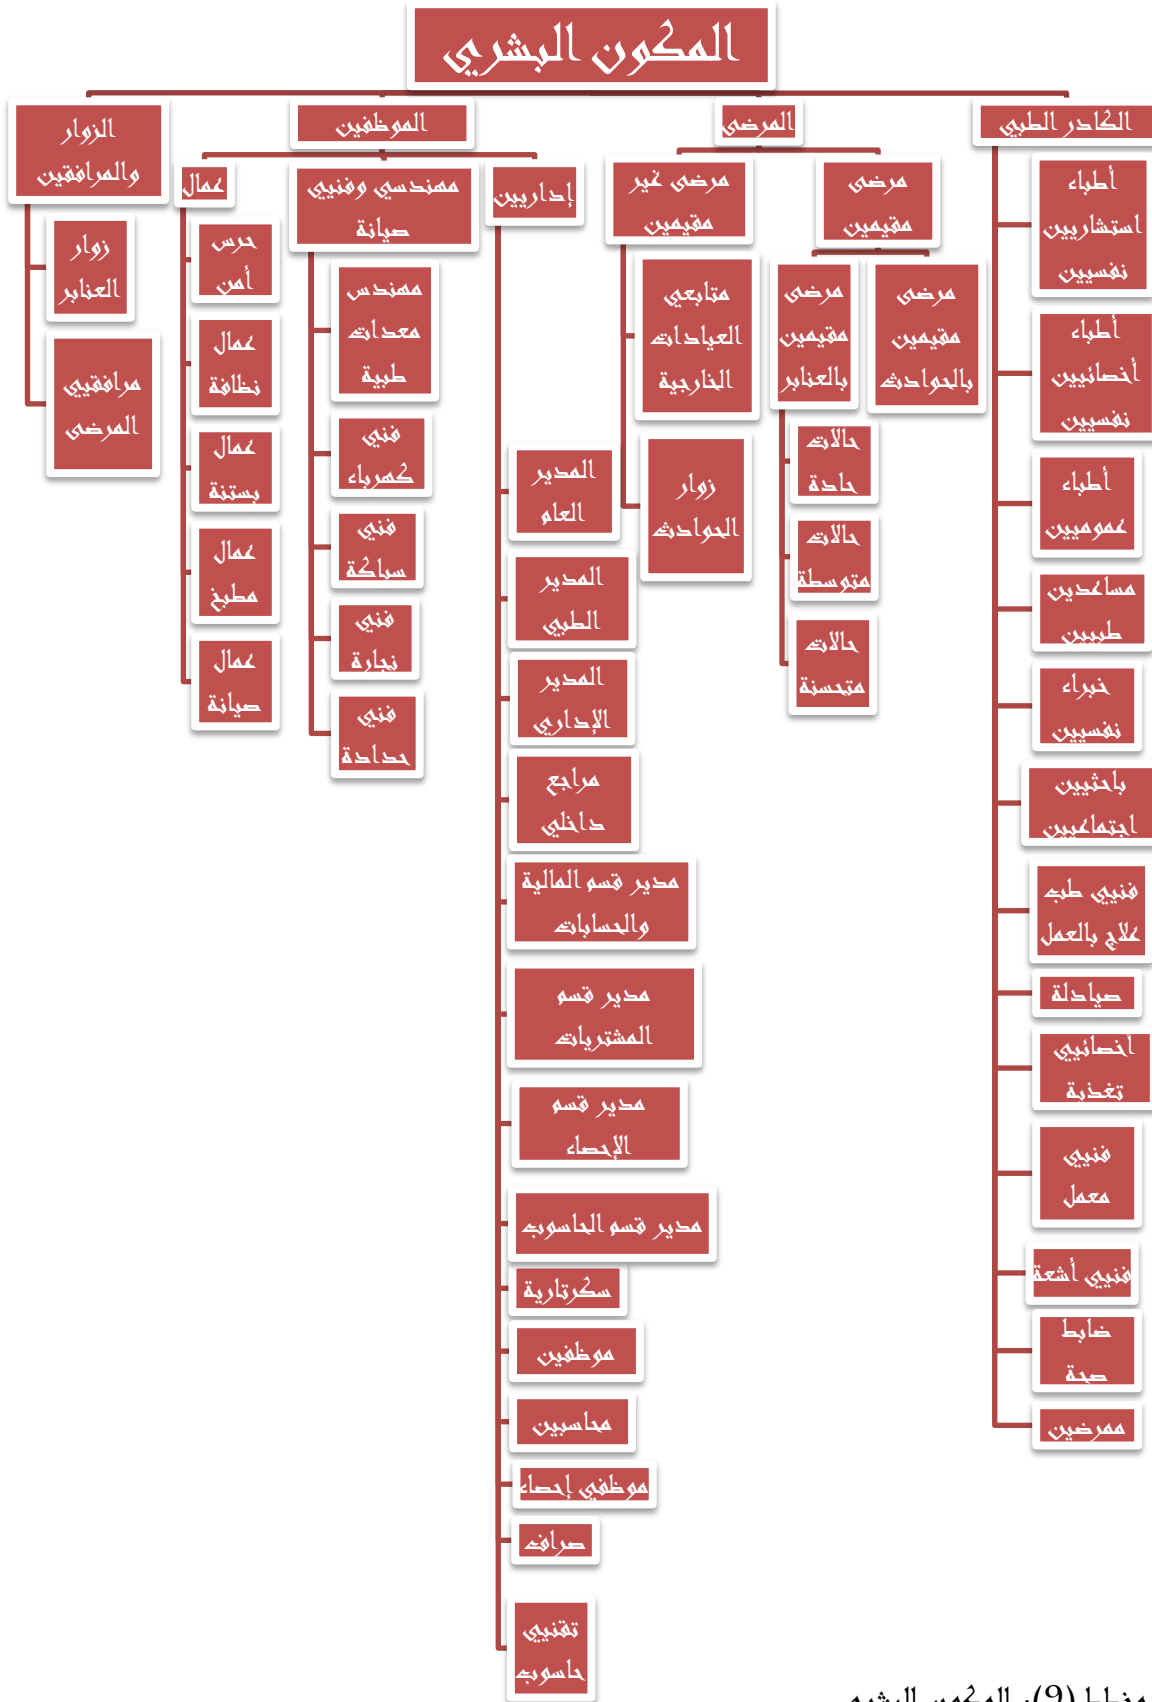 المكون البشري
الكادر الطبي
أطباء
استشاريين
نفسيين
أطباء
أخصائيين
نفسيين
أطباء
عموميين
مساعدين
طبيين
خبراء
نفسيين
باحثيين
اجتماعيين
فنيي طب
علاج بالعمل
صيادلة
أخصائيي
تغذية
فنيي
معمل
فنيي أشعة
ضابط
صحة
ممرضين
المرضى
مرضى
مقيمين
مرضى
مقيمين
بالحوادث
مرضى
مقيمين
بالعنابر
حالات
حادة
حالات
متوسطة
حالات
متحسنة
مرضى غير
مقيمين
متابعي
العيادات
الخارجية
زوار
الحوادث
الموظفين
إداريين
المدير
العام
المدير
الطبي
المدير
الإداري
مراجع
داخلي
مدير قسم المالية
والحسابات
مدير قسم
المشتريات
مدير قسم
الإحصاء
مدير قسم الحاسوب
سكرتارية
موظفين
محاسبين
موظفي إحصاء
صراف
تقنيي
حاسوب
مهندسي وفنيي
صيانة
مهندس
معدات
طبية
فني
كهرباء
فني
سباكة
فني
نجارة
فني
حدادة
عمال
حرس
أمن
عمال
نظافة
عمال
بستنة
عمال
مطبخ
عمال
صيانة
الزوار
والمرافقين
زوار
العنابر
مرافقيي
المرضى
مخطط (9): المكون البشري